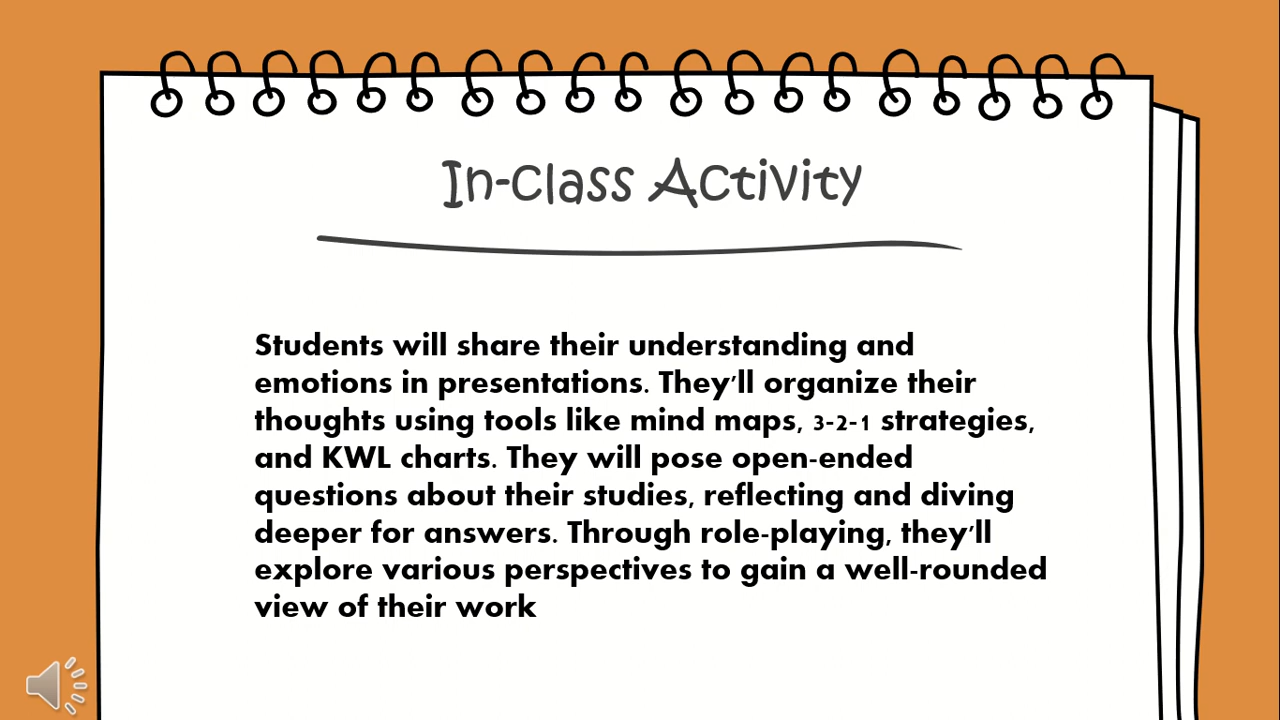 In-class Activity
Students will share their understanding and
emotions in presentations. They'll organize their
thoughts using tools like mind maps, 3-2-1 strategies,
and KWL charts. They will pose open-ended
questions about their studies, reflecting and diving
deeper for answers. Through role-playing, they'll
explore various perspectives to gain a well-rounded
view of their work